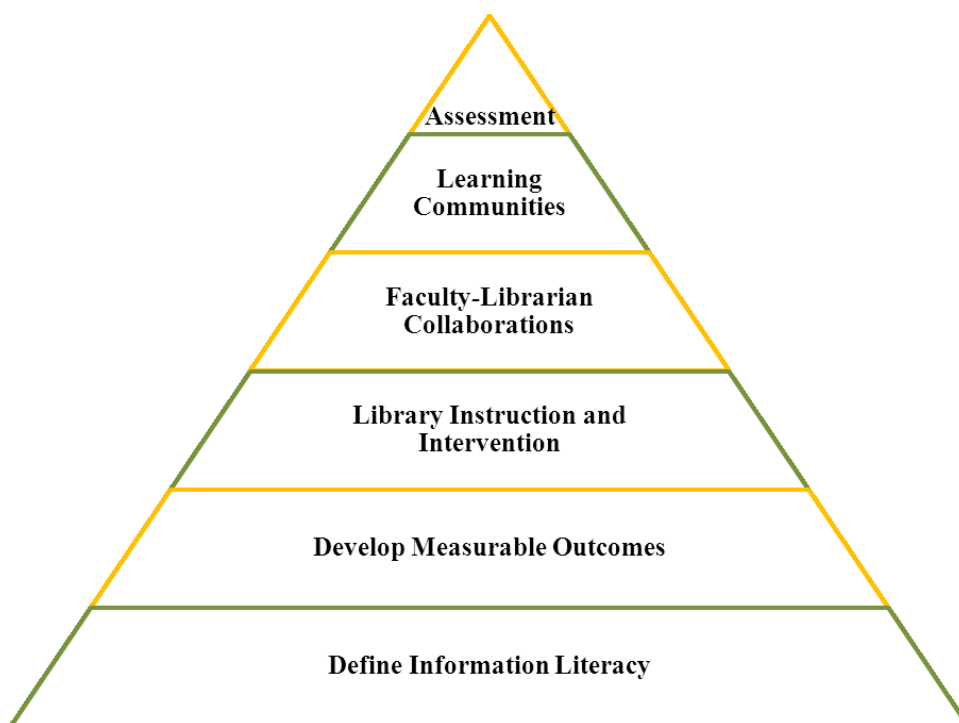 Assessment
Learning
Communities
Faculty-Librarian
Collaborations
Library Instruction and
Intervention
Develop Measurable Outcomes
Define Information Literacy